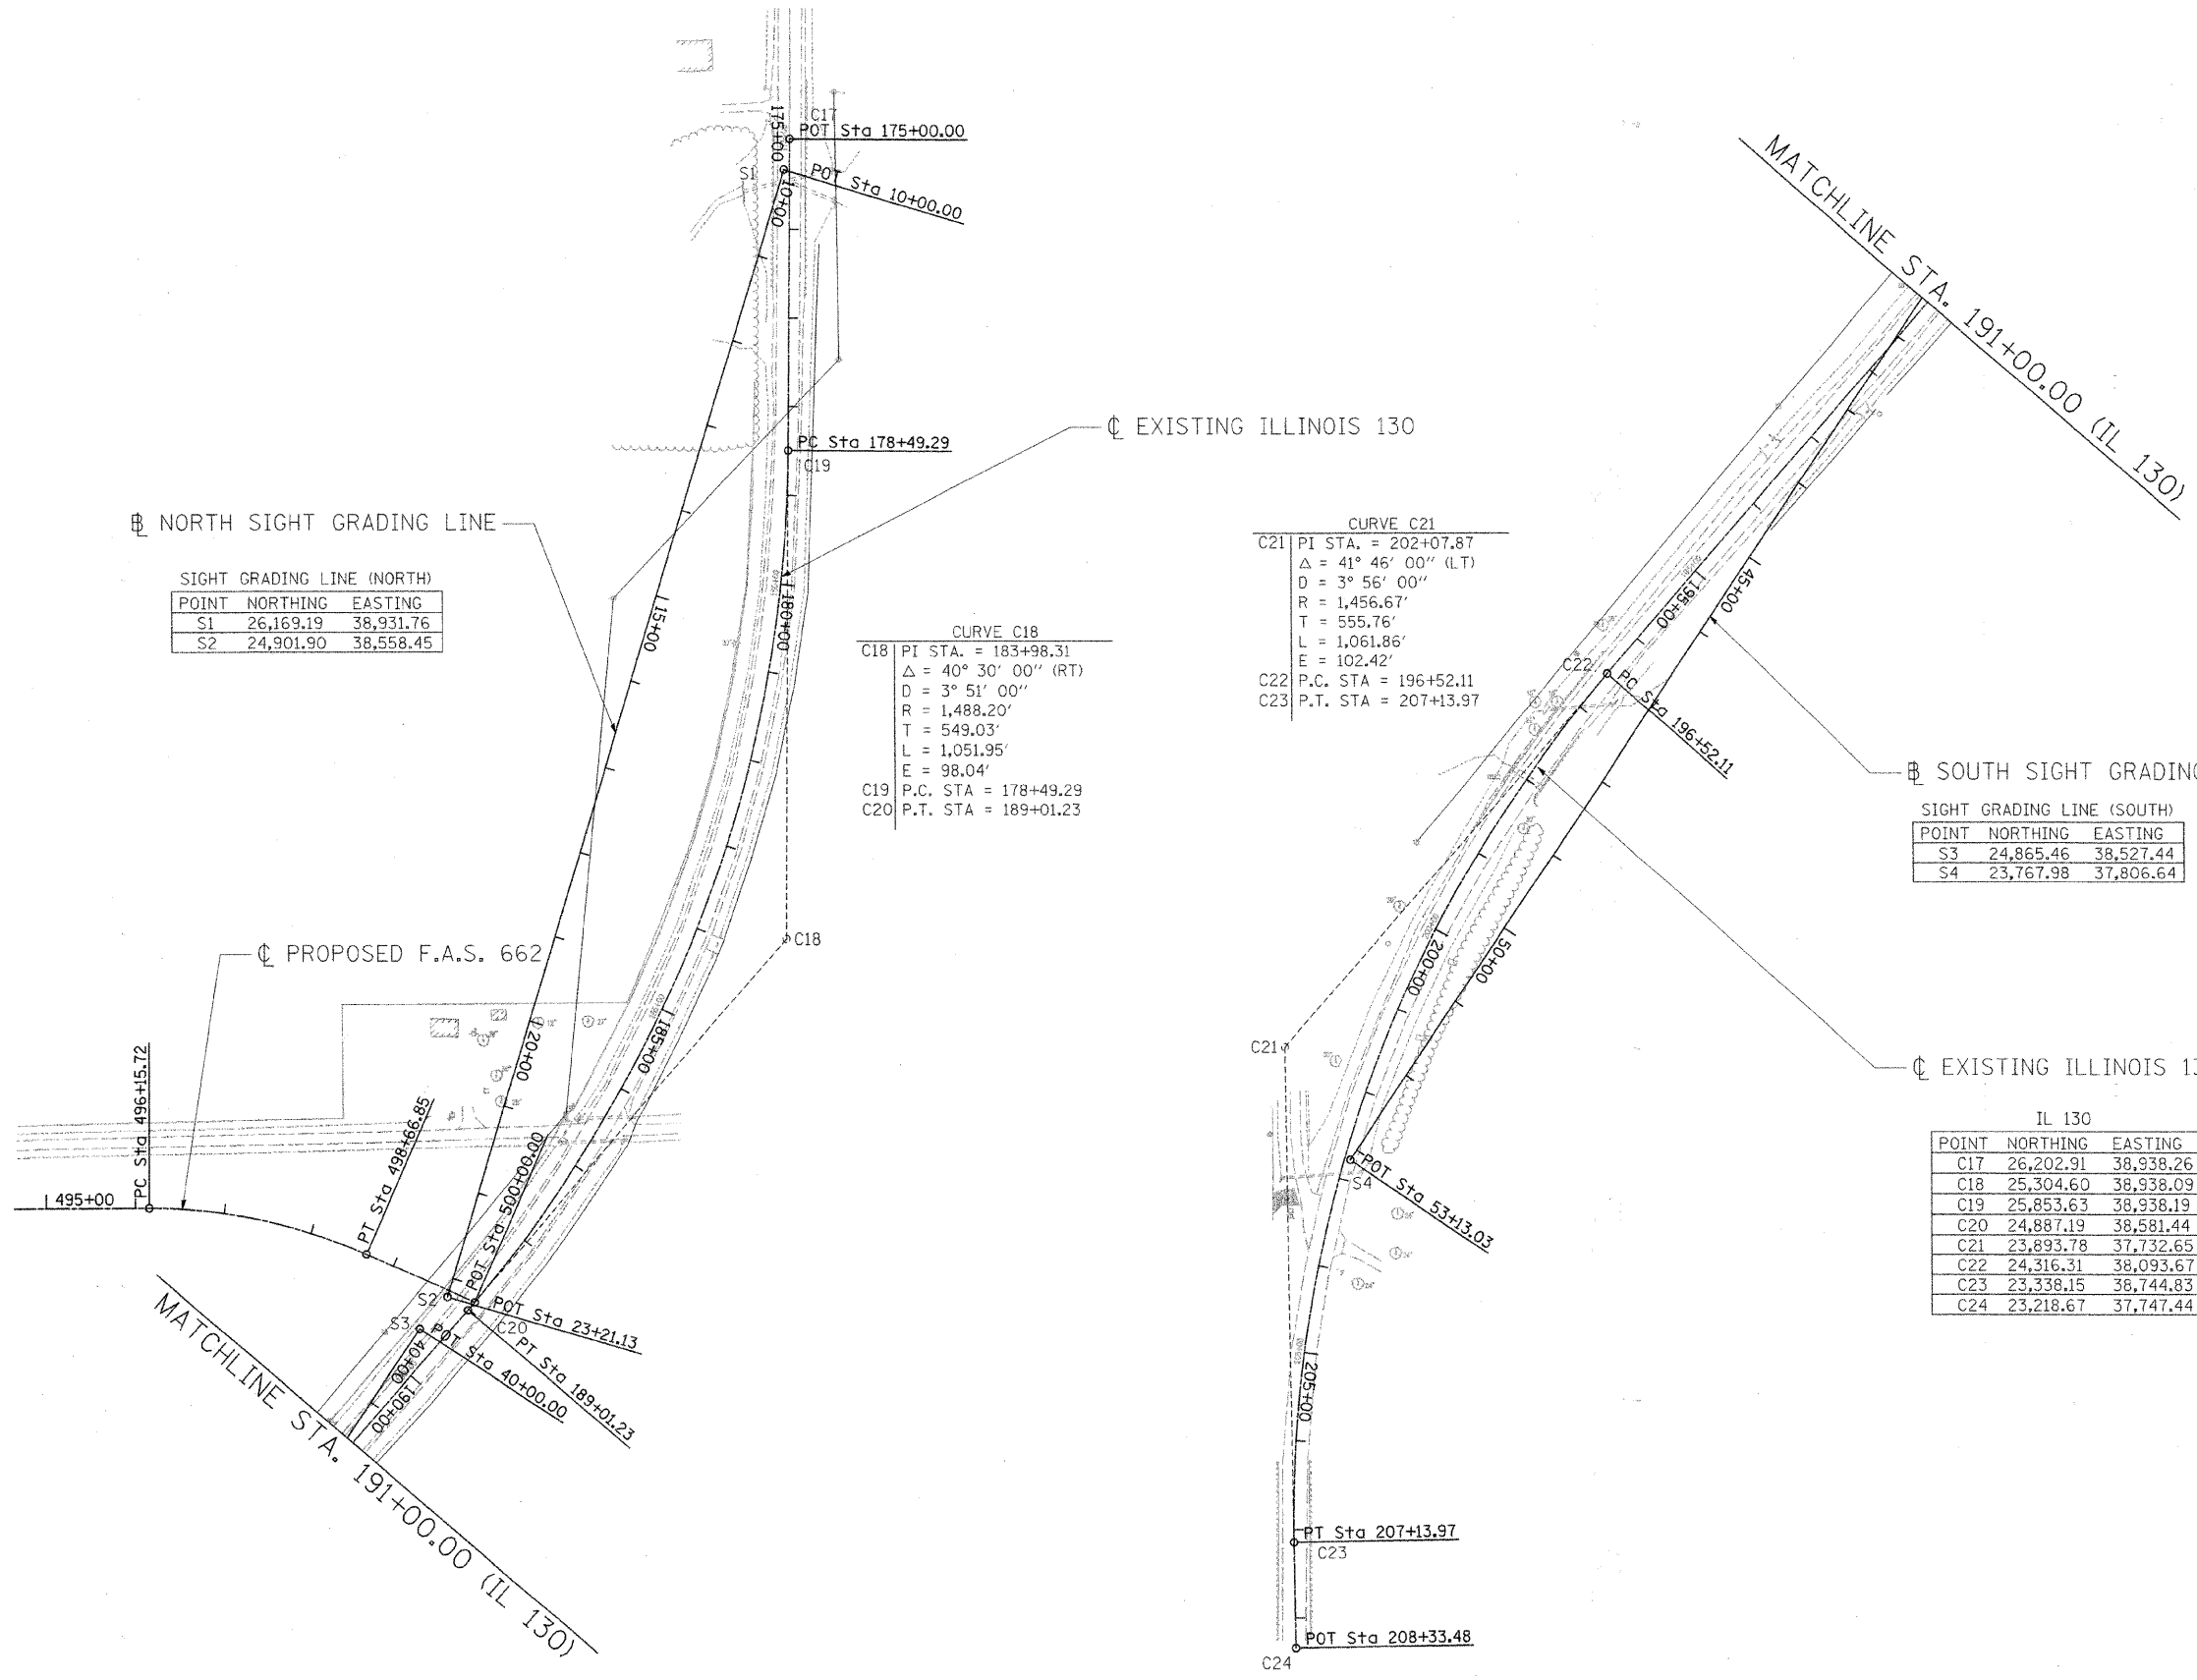 C17
POT Sta 175+00.00
175+00
S1
POT Sta 10+00.00
10+00
PC Sta 178+49.29
C19
℄ EXISTING ILLINOIS 130
NORTH SIGHT GRADING LINE
SIGHT GRADING LINE (NORTH)
POINT NORTHING EASTING
S1 26,169.19 38,931.76
S2 24,901.90 38,558.45
15+00
180+00
CURVE C18
C18 PI STA. = 183+98.31
Δ = 40° 30' 00" (RT)
D = 3° 51' 00"
R = 1,488.20'
T = 549.03'
L = 1,051.95'
E = 98.04'
C19 P.C. STA = 178+49.29
C20 P.T. STA = 189+01.23
C18
℄ PROPOSED F.A.S. 662
20+00
185+00
PC Sta 496+15.72
PT Sta 498+66.85
POT Sta 500+00.00
495+00
S2
POT Sta 23+21.13
C20
PT Sta 189+01.23
S3
POT Sta 40+00.00
40+00
190+00
MATCHLINE STA. 191+00.00 (IL 130)
MATCHLINE STA. 191+00.00 (IL 130)
CURVE C21
C21 PI STA. = 202+07.87
Δ = 41° 46' 00" (LT)
D = 3° 56' 00"
R = 1,456.67'
T = 555.76'
L = 1,061.86'
E = 102.42'
C22 P.C. STA = 196+52.11
C23 P.T. STA = 207+13.97
195+00
45+00
C22
PC Sta 196+52.11
SOUTH SIGHT GRADING
SIGHT GRADING LINE (SOUTH)
POINT NORTHING EASTING
S3 24,865.46 38,527.44
S4 23,767.98 37,806.64
200+00
50+00
C21
℄ EXISTING ILLINOIS 13
S4
POT Sta 53+13.03
IL 130
POINT NORTHING EASTING
C17 26,202.91 38,938.26
C18 25,304.60 38,938.09
C19 25,853.63 38,938.19
C20 24,887.19 38,581.44
C21 23,893.78 37,732.65
C22 24,316.31 38,093.67
C23 23,338.15 38,744.83
C24 23,218.67 37,747.44
205+00
PT Sta 207+13.97
C23
POT Sta 208+33.48
C24